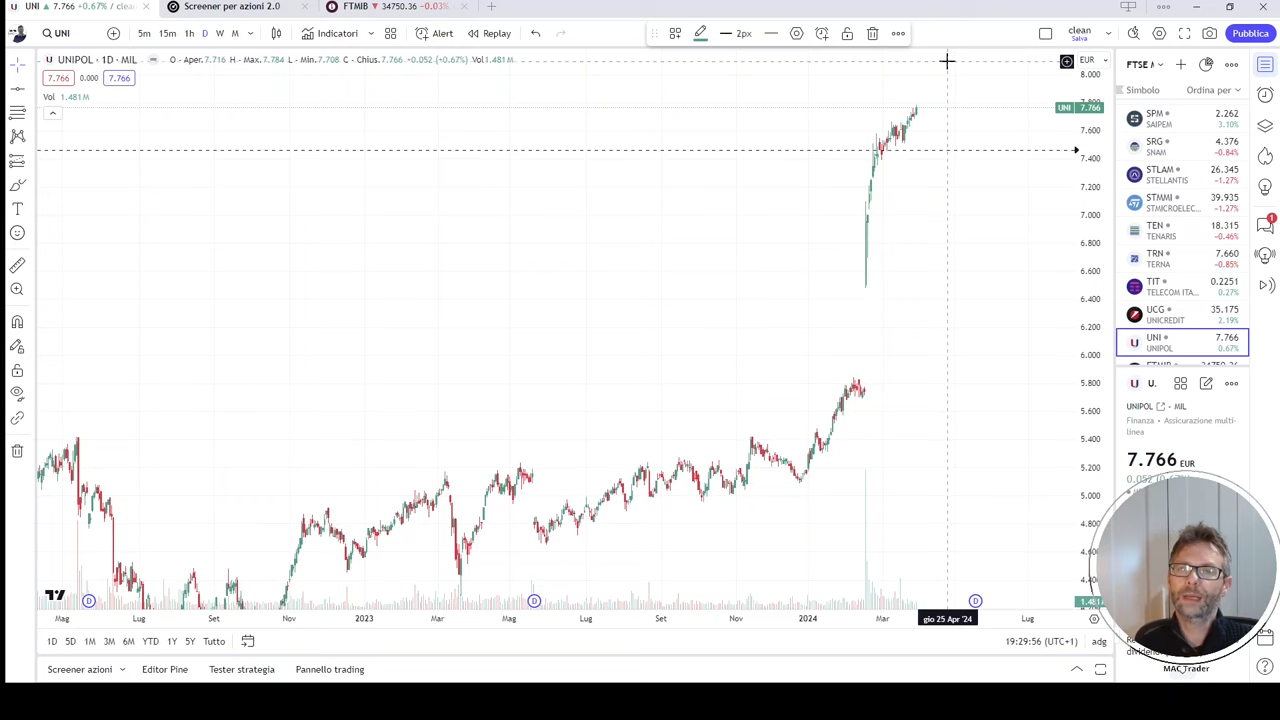 UNI ▲ 7.766 +0.67% / clean
Screener per azioni 2.0
FTMIB ▼ 34750.36 −0.03%
UNI
5m 15m 1h D W M
Indicatori
Alert
Replay
2px
clean
Salva
Pubblica
UNIPOL · 1D · MIL
O - Aper.7.716 H - Max.7.784 L - Min.7.708 C - Chius.7.766 +0.052 (+0.67%) Vol1.481 M
7.766 0.000 7.766
Vol 1.481 M
EUR
8.000
UNI 7.766
7.600
7.400
7.200
7.000
6.800
6.600
6.400
6.200
6.000
5.800
5.600
5.400
5.200
5.000
4.800
4.600
1.481
D D D
Mag Lug Set Nov 2023 Mar Mag Lug Set Nov 2024 Mar gio 25 Apr '24 Lug
1D 5D 1M 3M 6M YTD 1Y 5Y Tutto
19:29:56 (UTC+1) adg
Screener azioni Editor Pine Tester strategia Pannello trading
FTSE
Simbolo Ordina per
SPM 2.262
SAIPEM 3.10%
SRG 4.376
SNAM −0.84%
STLAM 26.345
STELLANTIS −1.27%
STMMI 39.935
STMICROELEC... −1.27%
TEN 18.315
TENARIS −0.46%
TRN 7.660
TERNA −0.85%
TIT 0.2251
TELECOM ITA... 0.27%
UCG 35.175
UNICREDIT 2.19%
UNI 7.766
UNIPOL 0.67%
U.
UNIPOL · MIL
Finanza • Assicurazione multi-
linea
7.766 EUR
MAC Trader
1